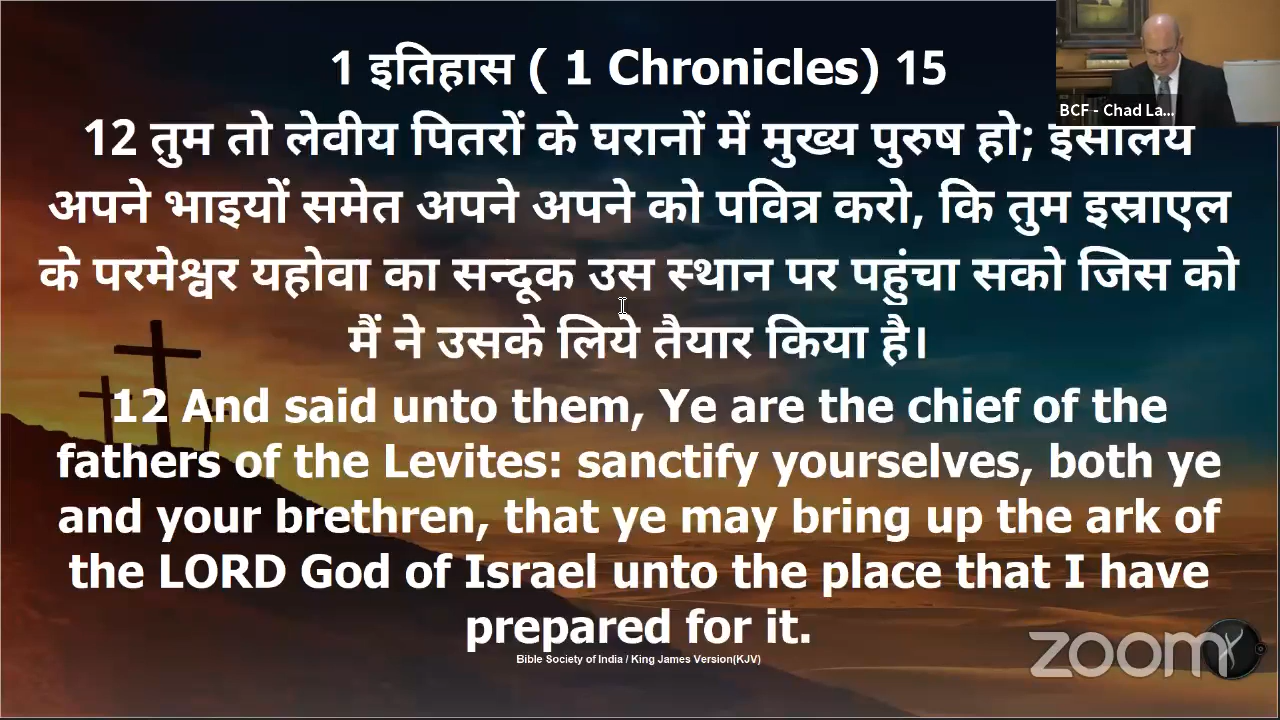 1 इतिहास ( 1 Chronicles) 15
BCF - Chad La...
12 तुम तो लेवीय पितरों के घरानों में मुख्य पुरुष हो; इसलिये
अपने भाइयों समेत अपने अपने को पवित्र करो, कि तुम इस्राएल
के परमेश्वर यहोवा का सन्दूक उस स्थान पर पहुंचा सको जिस को
मैं ने उसके लिये तैयार किया है।
12 And said unto them, Ye are the chief of the
fathers of the Levites: sanctify yourselves, both ye
and your brethren, that ye may bring up the ark of
the LORD God of Israel unto the place that I have
prepared for it.
Bible Society of India / King James Version(KJV)
zoom